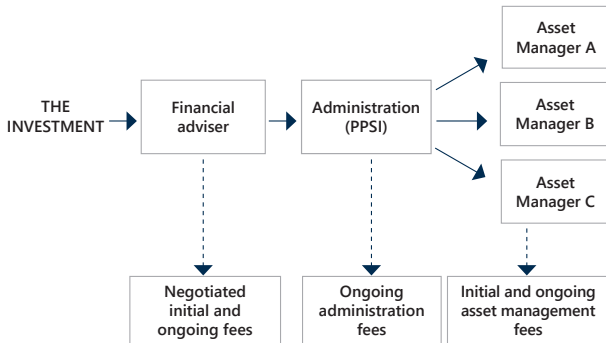 Asset
Manager A
THE
INVESTMENT
Financial
adviser
Administration
(PPSI)
Asset
Manager B
Asset
Manager C
Negotiated
initial and
ongoing fees
Ongoing
administration
fees
Initial and ongoing
asset management
fees